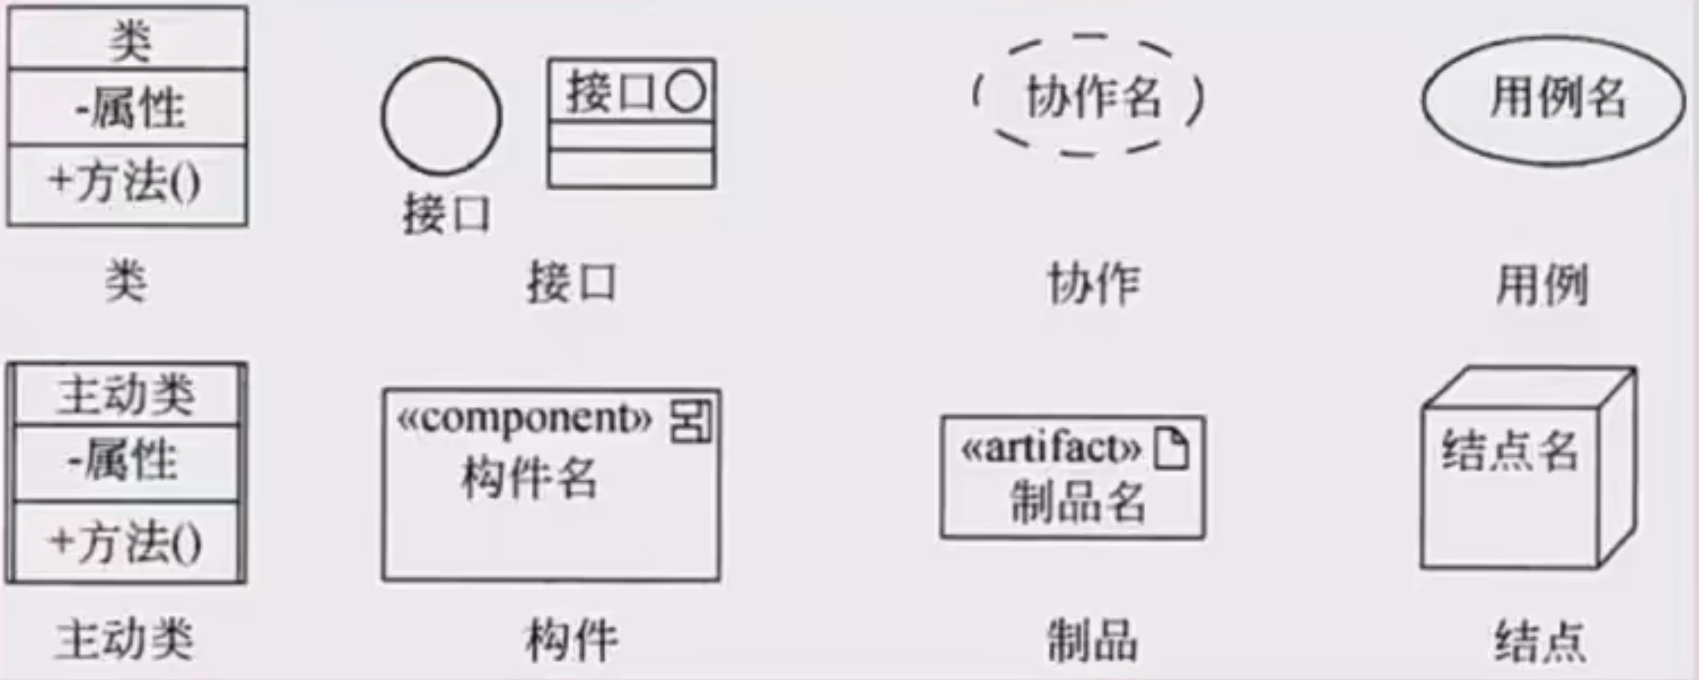 类
-属性
+方法()
类
接口
接口
接口
协作名
协作
用例名
用例
主动类
-属性
+方法()
主动类
«component»
构件名
构件
«artifact»
制品名
制品
结点名
结点